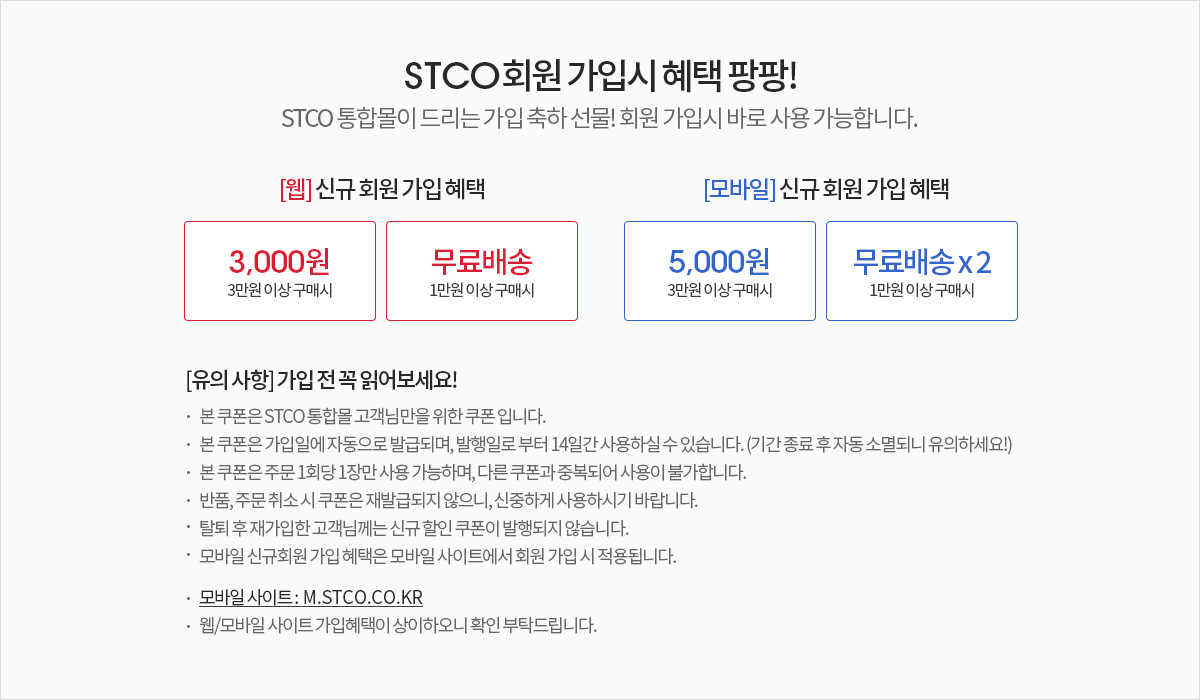 STCO 회원 가입시 혜택 팡팡!
STCO 통합몰이 드리는 가입 축하 선물! 회원 가입시 바로 사용 가능합니다.
[웹] 신규 회원 가입 혜택
3,000원
3만원 이상 구매시
무료배송
1만원 이상 구매시
[모바일] 신규 회원 가입 혜택
5,000원
3만원 이상 구매시
무료배송 x 2
1만원 이상 구매시
[유의 사항] 가입 전 꼭 읽어보세요!
· 본 쿠폰은 STCO 통합몰 고객님만을 위한 쿠폰 입니다.
· 본 쿠폰은 가입일에 자동으로 발급되며, 발행일로 부터 14일간 사용하실 수 있습니다. (기간 종료 후 자동 소멸되니 유의하세요!)
· 본 쿠폰은 주문 1회당 1장만 사용 가능하며, 다른 쿠폰과 중복되어 사용이 불가합니다.
· 반품, 주문 취소 시 쿠폰은 재발급되지 않으니, 신중하게 사용하시기 바랍니다.
· 탈퇴 후 재가입한 고객님께는 신규 할인 쿠폰이 발행되지 않습니다.
· 모바일 신규회원 가입 혜택은 모바일 사이트에서 회원 가입 시 적용됩니다.
· 모바일 사이트 : M.STCO.CO.KR
· 웹/모바일 사이트 가입혜택이 상이하오니 확인 부탁드립니다.